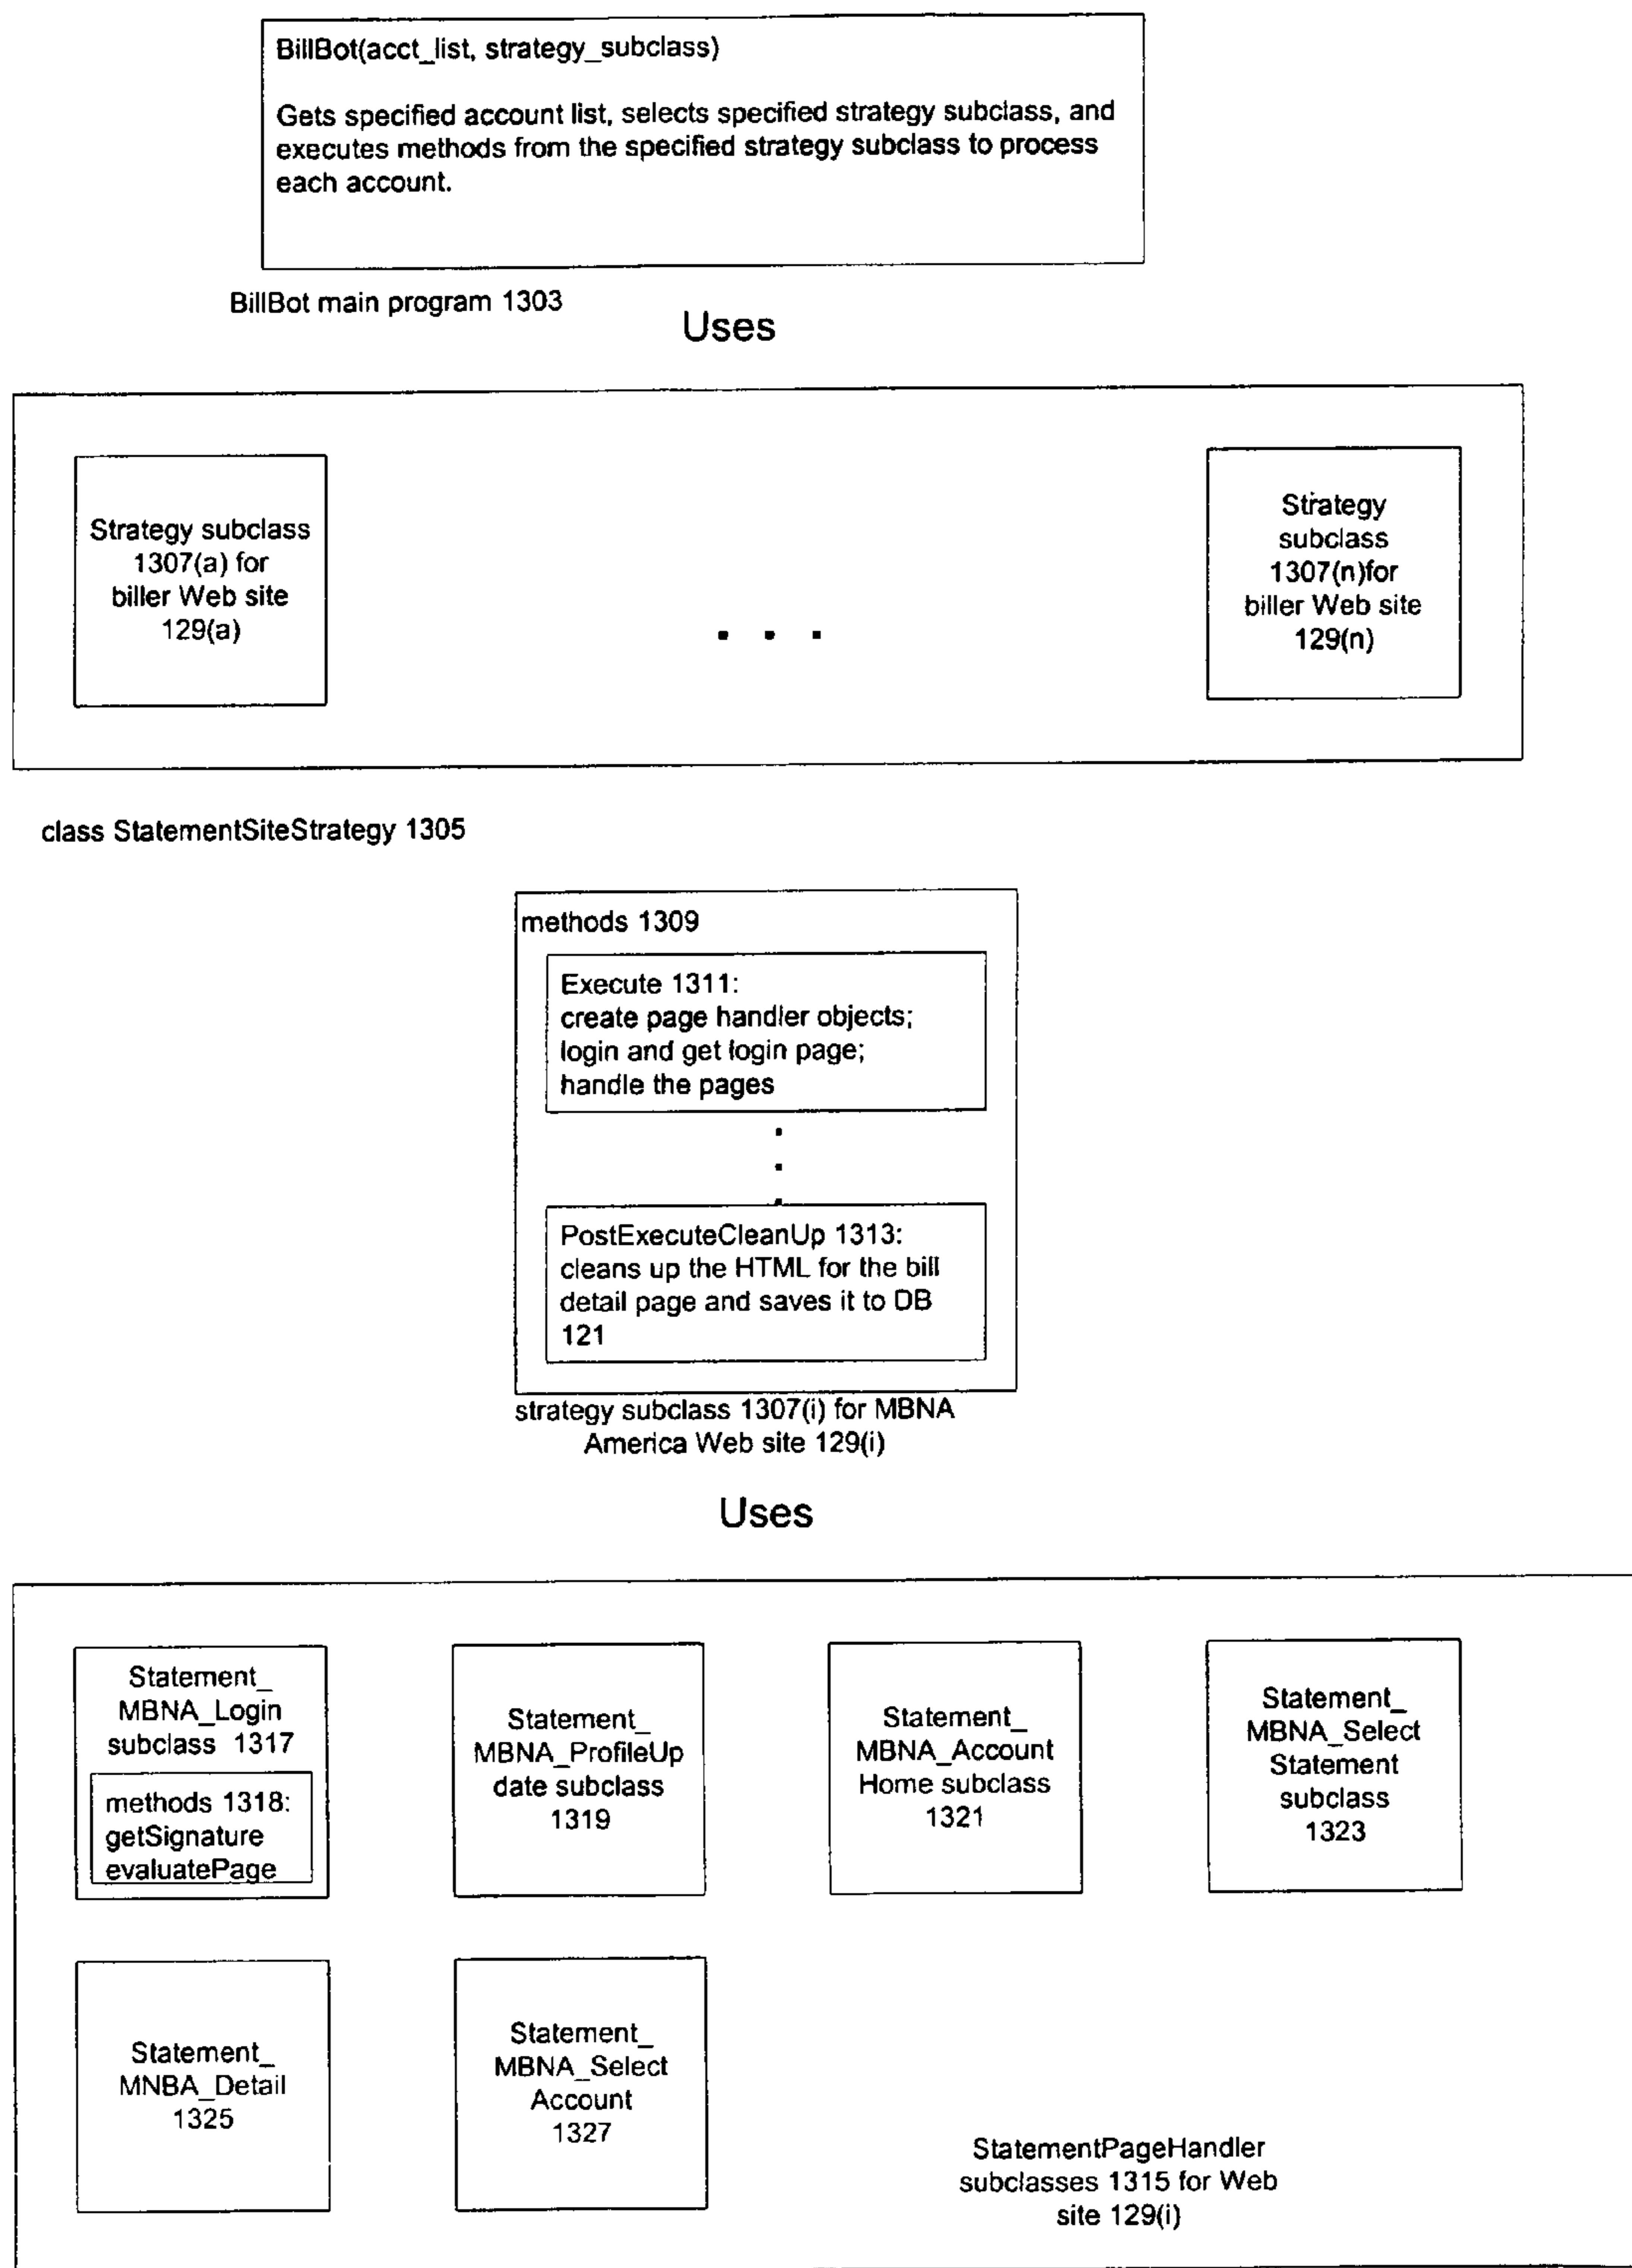 BillBot(acct_list, strategy_subclass)
Gets specified account list, selects specified strategy subclass, and
executes methods from the specified strategy subclass to process
each account.
BillBot main program 1303
Uses
Strategy subclass
1307(a) for
biller Web site
129(a)
. . .
Strategy
subclass
1307(n)for
biller Web site
129(n)
class StatementSiteStrategy 1305
methods 1309
Execute 1311:
create page handler objects;
login and get login page;
handle the pages
.
.
.
PostExecuteCleanUp 1313:
cleans up the HTML for the bill
detail page and saves it to DB
121
strategy subclass 1307(i) for MBNA
America Web site 129(i)
Uses
Statement_
MBNA_Login
subclass 1317
methods 1318:
getSignature
evaluatePage
Statement_
MBNA_ProfileUp
date subclass
1319
Statement_
MBNA_Account
Home subclass
1321
Statement_
MBNA_Select
Statement
subclass
1323
Statement_
MNBA_Detail
1325
Statement_
MBNA_Select
Account
1327
StatementPageHandler
subclasses 1315 for Web
site 129(i)